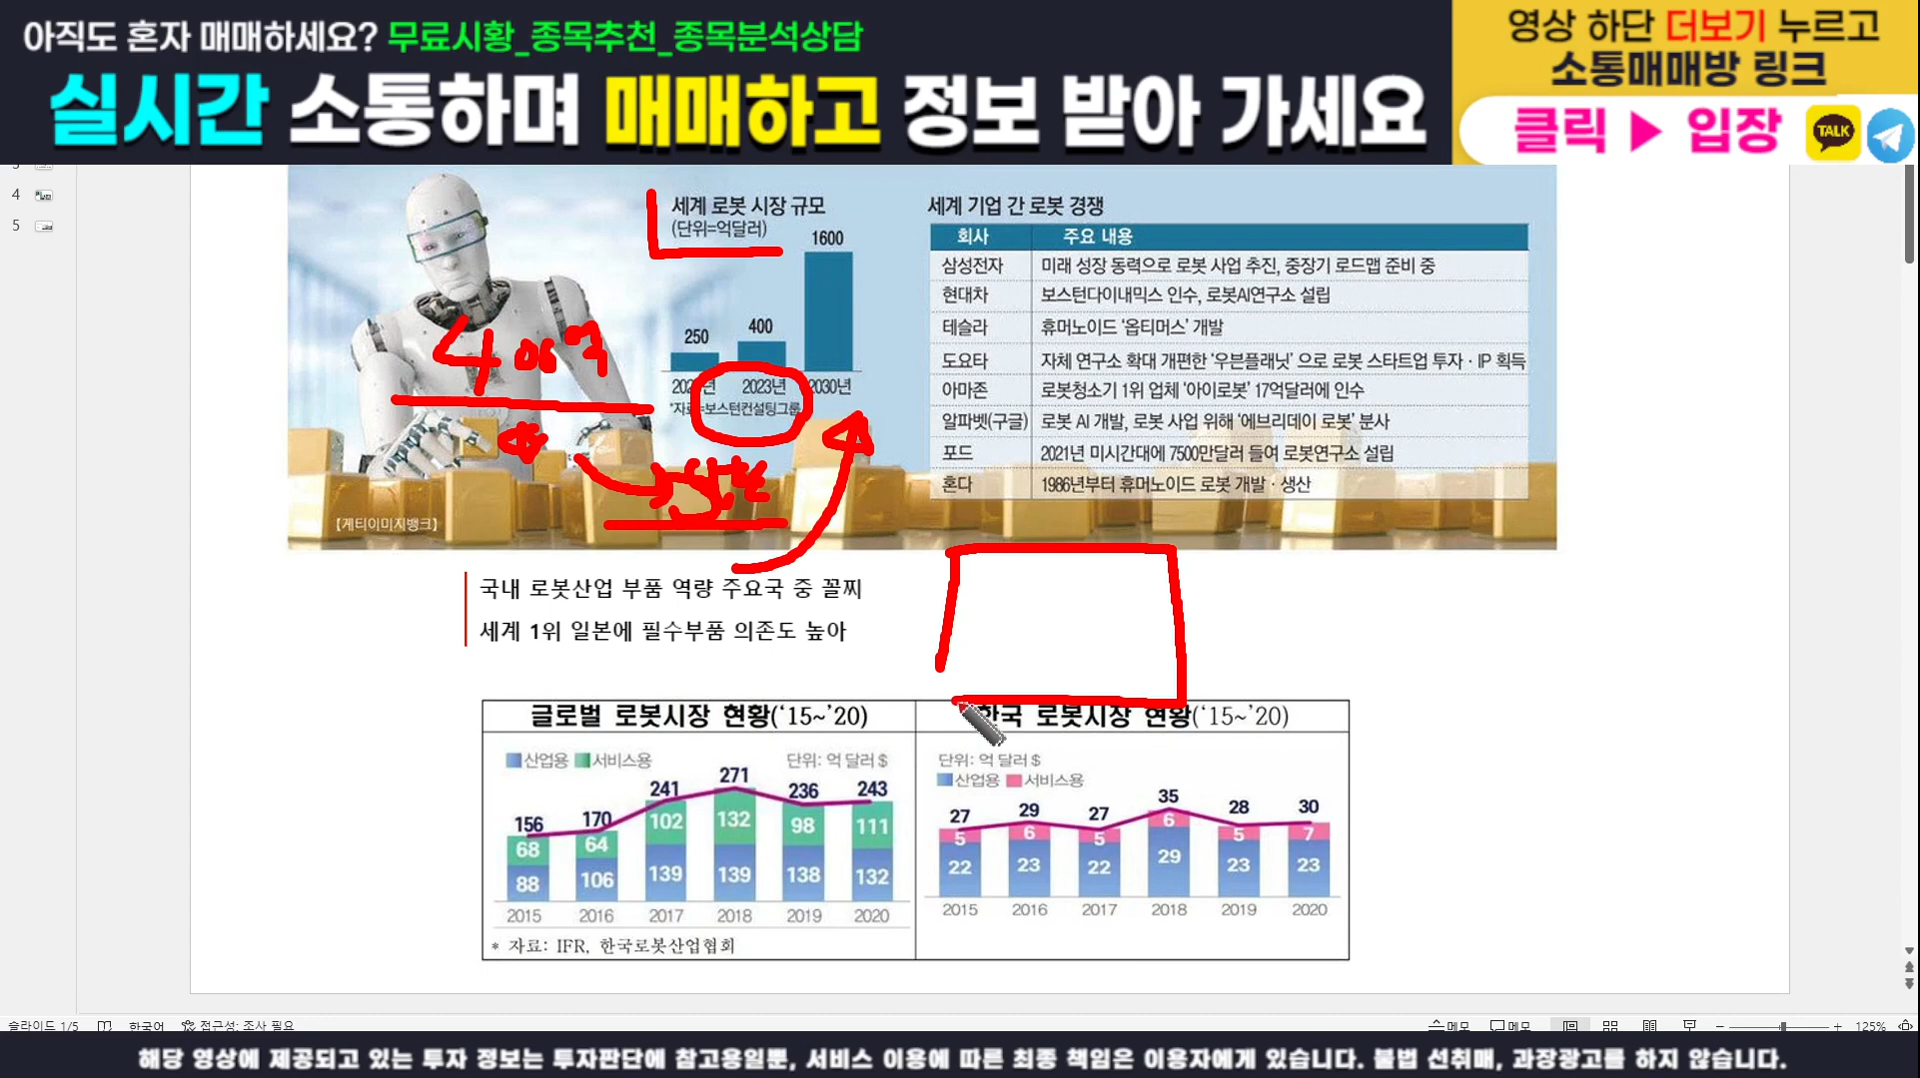 아직도 혼자 매매하세요? 무료시황_종목추천_종목분석상담
실시간 소통하며 매매하고 정보 받아 가세요
영상 하단 더보기 누르고
소통매매방 링크
클릭 ▶ 입장
TALK
4
5
세계 로봇 시장 규모
(단위=억달러)
250
400
1600
2023년
2030년
보스턴컨설팅그룹
【게티이미지뱅크】
세계 기업 간 로봇 경쟁
회사 주요 내용
삼성전자 미래 성장 동력으로 로봇 사업 추진, 중장기 로드맵 준비 중
현대차 보스턴다이내믹스 인수, 로봇AI연구소 설립
테슬라 휴머노이드 ‘옵티머스’ 개발
도요타 자체 연구소 확대 개편한 ‘우븐플래닛’ 으로 로봇 스타트업 투자 · IP 획득
아마존 로봇청소기 1위 업체 ‘아이로봇’ 17억달러에 인수
알파벳(구글) 로봇 AI 개발, 로봇 사업 위해 ‘에브리데이 로봇’ 분사
포드 2021년 미시간대에 7500만달러 들여 로봇연구소 설립
혼다 1986년부터 휴머노이드 로봇 개발 · 생산
국내 로봇산업 부품 역량 주요국 중 꼴찌
세계 1위 일본에 필수부품 의존도 높아
글로벌 로봇시장 현황(‘15~’20)
산업용 서비스용 단위: 억 달러 $
156 170 241 271 236 243
68 64 102 132 98 111
88 106 139 139 138 132
2015 2016 2017 2018 2019 2020
* 자료: IFR, 한국로봇산업협회
한국 로봇시장 현황(‘15~’20)
단위: 억 달러 $
산업용 서비스용
27 29 27 35 28 30
5 6 5 6 5 7
22 23 22 29 23 23
2015 2016 2017 2018 2019 2020
슬라이드 1/5 한국어 접근성: 조사 필요
메모 메모 125%
해당 영상에 제공되고 있는 투자 정보는 투자판단에 참고용일뿐, 서비스 이용에 따른 최종 책임은 이용자에게 있습니다. 불법 선취매, 과장광고를 하지 않습니다.